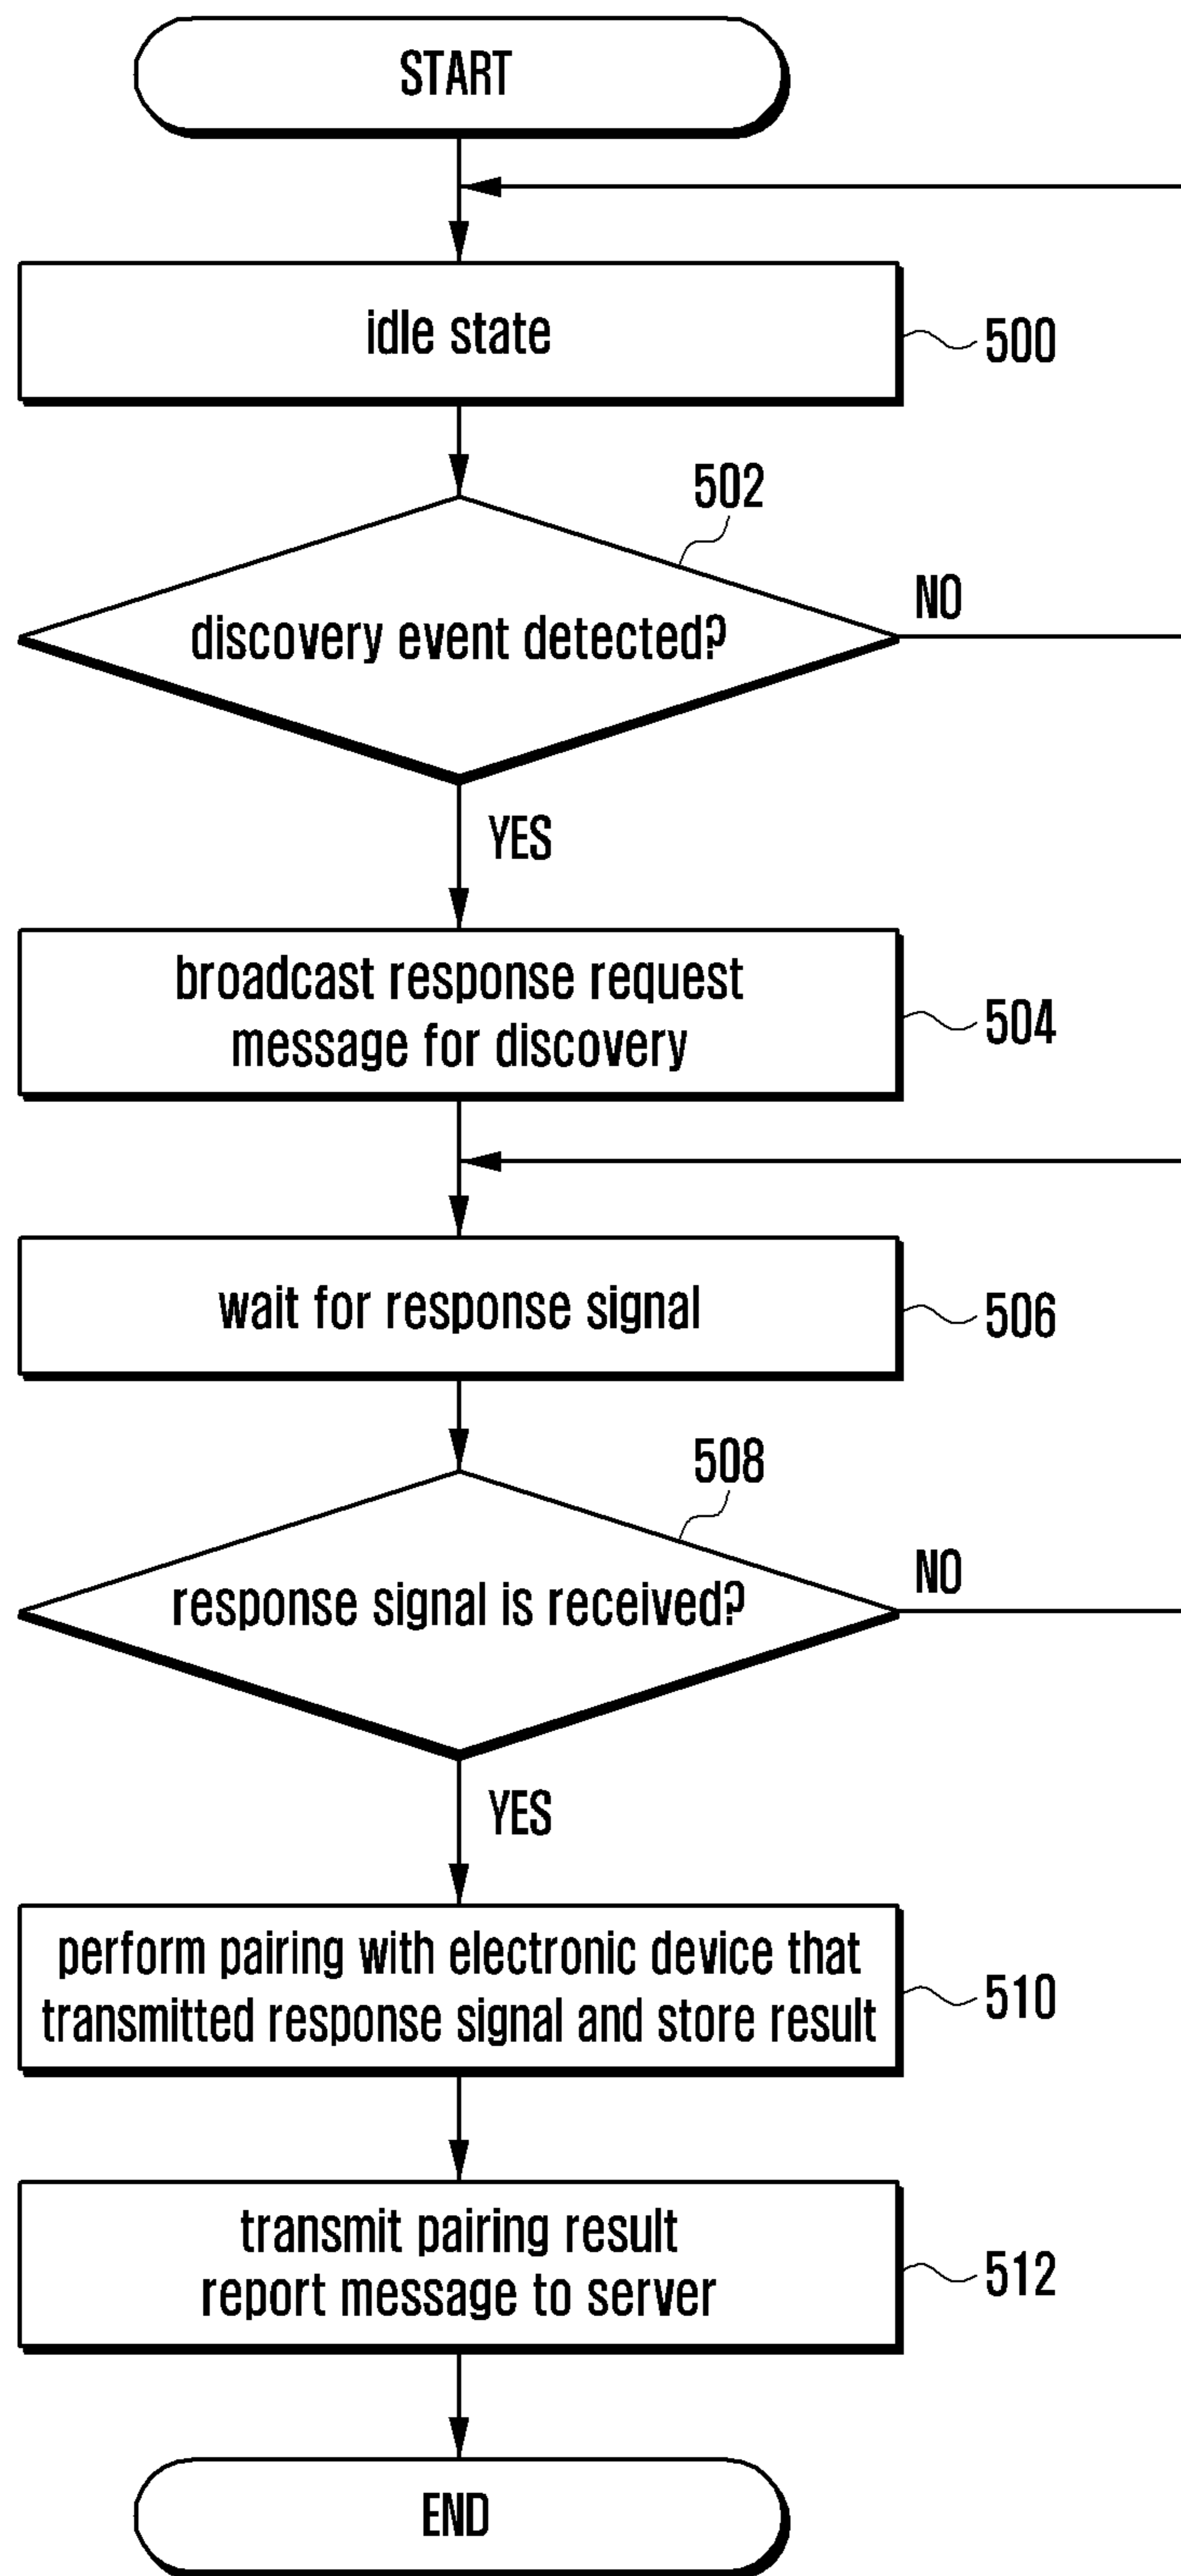 START
idle state
500
502
discovery event detected?
NO
YES
broadcast response request
message for discovery
504
wait for response signal
506
508
response signal is received?
NO
YES
perform pairing with electronic device that
transmitted response signal and store result
510
transmit pairing result
report message to server
512
END